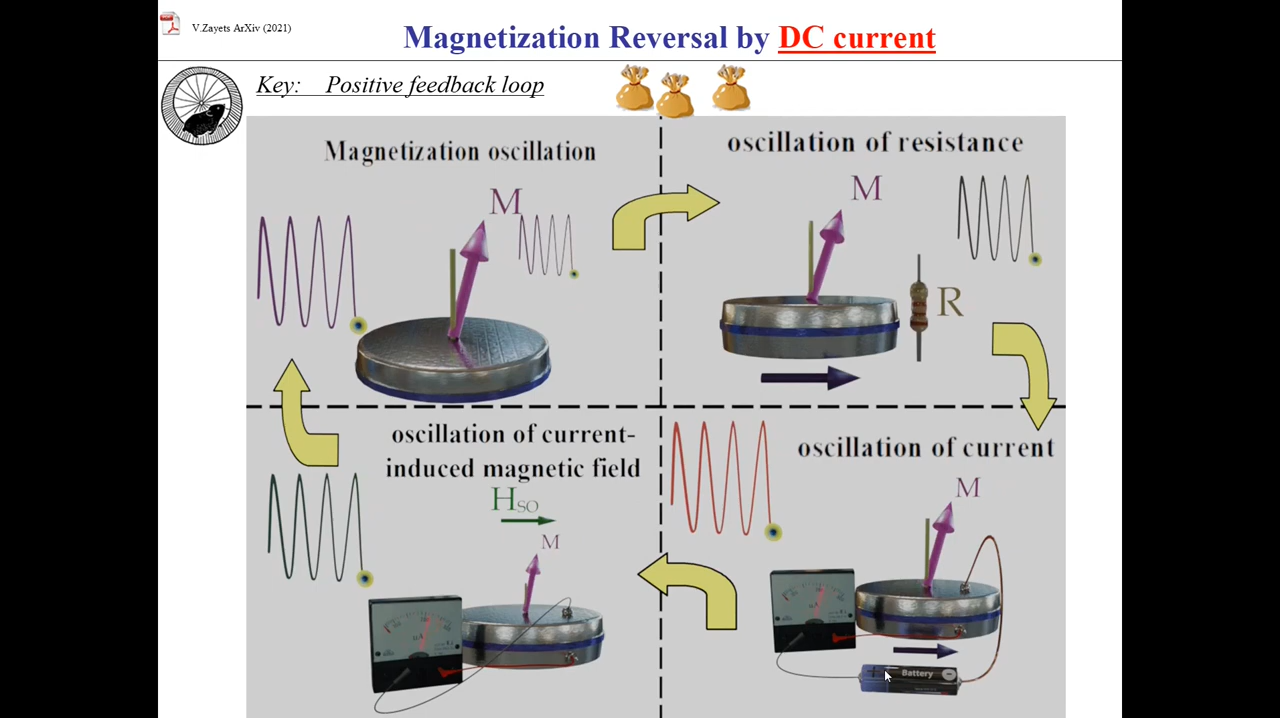 V.Zayets ArXiv (2021)
Magnetization Reversal by DC current
Key: Positive feedback loop
Magnetization oscillation
M
oscillation of resistance
M
R
oscillation of current-
induced magnetic field
HSO
M
oscillation of current
M
Battery